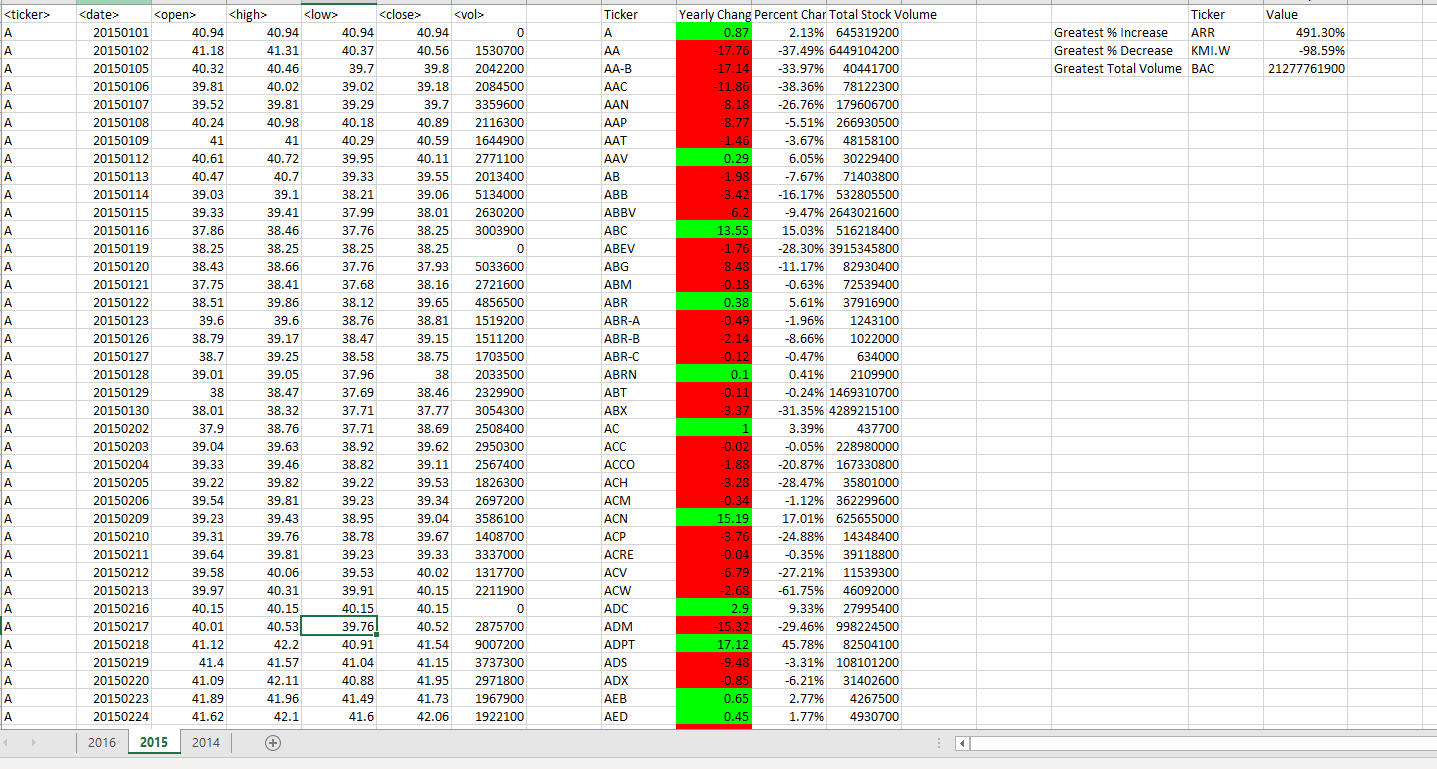 <ticker> <date> <open> <high> <low> <close> <vol> Ticker Yearly Chang Percent Char Total Stock Volume Ticker Value
A 20150101 40.94 40.94 40.94 40.94 0 A 0.87 2.13% 645319200 Greatest % Increase ARR 491.30%
A 20150102 41.18 41.31 40.37 40.56 1530700 AA -17.76 -37.49% 6449104200 Greatest % Decrease KMI.W -98.59%
A 20150105 40.32 40.46 39.7 39.8 2042200 AA-B -17.14 -33.97% 40441700 Greatest Total Volume BAC 21277761900
A 20150106 39.81 40.02 39.02 39.18 2084500 AAC -11.86 -38.36% 78122300
A 20150107 39.52 39.81 39.29 39.7 3359600 AAN -8.18 -26.76% 179606700
A 20150108 40.24 40.98 40.18 40.89 2116300 AAP -8.77 -5.51% 266930500
A 20150109 41 41 40.29 40.59 1644900 AAT -1.46 -3.67% 48158100
A 20150112 40.61 40.72 39.95 40.11 2771100 AAV 0.29 6.05% 30229400
A 20150113 40.47 40.7 39.33 39.55 2013400 AB -1.98 -7.67% 71403800
A 20150114 39.03 39.1 38.21 39.06 5134000 ABB -3.42 -16.17% 532805500
A 20150115 39.33 39.41 37.99 38.01 2630200 ABBV -6.2 -9.47% 2643021600
A 20150116 37.86 38.46 37.76 38.25 3003900 ABC 13.55 15.03% 516218400
A 20150119 38.25 38.25 38.25 38.25 0 ABEV -1.76 -28.30% 3915345800
A 20150120 38.43 38.66 37.76 37.93 5033600 ABG -8.48 -11.17% 82930400
A 20150121 37.75 38.41 37.68 38.16 2721600 ABM -0.18 -0.63% 72539400
A 20150122 38.51 39.86 38.12 39.65 4856500 ABR 0.38 5.61% 37916900
A 20150123 39.6 39.6 38.76 38.81 1519200 ABR-A -0.49 -1.96% 1243100
A 20150126 38.79 39.17 38.47 39.15 1511200 ABR-B -2.14 -8.66% 1022000
A 20150127 38.7 39.25 38.58 38.75 1703500 ABR-C -0.12 -0.47% 634000
A 20150128 39.01 39.05 37.96 38 2033500 ABRN 0.1 0.41% 2109900
A 20150129 38 38.47 37.69 38.46 2329900 ABT -0.11 -0.24% 1469310700
A 20150130 38.01 38.32 37.71 37.77 3054300 ABX -3.37 -31.35% 4289215100
A 20150202 37.9 38.76 37.71 38.69 2508400 AC 1 3.39% 437700
A 20150203 39.04 39.63 38.92 39.62 2950300 ACC -0.02 -0.05% 228980000
A 20150204 39.33 39.46 38.82 39.11 2567400 ACCO -1.88 -20.87% 167330800
A 20150205 39.22 39.82 39.22 39.53 1826300 ACH -3.28 -28.47% 35801000
A 20150206 39.54 39.81 39.23 39.34 2697200 ACM -0.34 -1.12% 362299600
A 20150209 39.23 39.43 38.95 39.04 3586100 ACN 15.19 17.01% 625655000
A 20150210 39.31 39.76 38.78 39.67 1408700 ACP -3.76 -24.88% 14348400
A 20150211 39.64 39.81 39.23 39.33 3337000 ACRE -0.04 -0.35% 39118800
A 20150212 39.58 40.06 39.53 40.02 1317700 ACV -6.79 -27.21% 11539300
A 20150213 39.97 40.31 39.91 40.15 2211900 ACW -2.68 -61.75% 46092000
A 20150216 40.15 40.15 40.15 40.15 0 ADC 2.9 9.33% 27995400
A 20150217 40.01 40.53 39.76 40.52 2875700 ADM -15.32 -29.46% 998224500
A 20150218 41.12 42.2 40.91 41.54 9007200 ADPT 17.12 45.78% 82504100
A 20150219 41.4 41.57 41.04 41.15 3737300 ADS -9.48 -3.31% 108101200
A 20150220 41.09 42.11 40.88 41.95 2971800 ADX -0.85 -6.21% 31402600
A 20150223 41.89 41.96 41.49 41.73 1967900 AEB 0.65 2.77% 4267500
A 20150224 41.62 42.1 41.6 42.06 1922100 AED 0.45 1.77% 4930700
2016 2015 2014